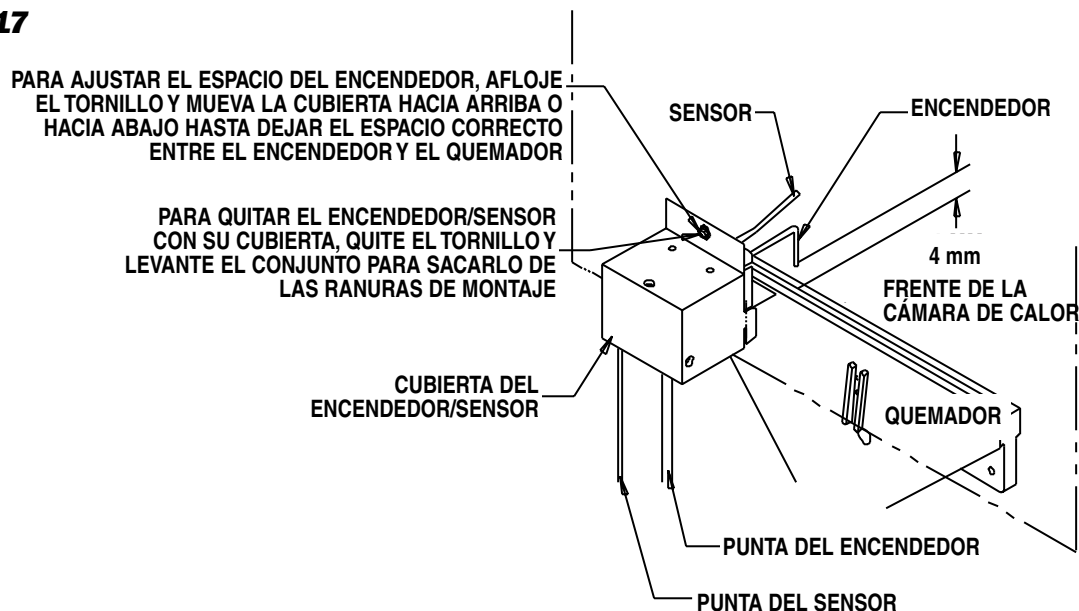 17
PARA AJUSTAR EL ESPACIO DEL ENCENDEDOR, AFLOJE
EL TORNILLO Y MUEVA LA CUBIERTA HACIA ARRIBA O
HACIA ABAJO HASTA DEJAR EL ESPACIO CORRECTO
ENTRE EL ENCENDEDOR Y EL QUEMADOR
SENSOR
ENCENDEDOR
PARA QUITAR EL ENCENDEDOR/SENSOR
CON SU CUBIERTA, QUITE EL TORNILLO Y
LEVANTE EL CONJUNTO PARA SACARLO DE
LAS RANURAS DE MONTAJE
4 mm
FRENTE DE LA
CÁMARA DE CALOR
CUBIERTA DEL
ENCENDEDOR/SENSOR
QUEMADOR
PUNTA DEL ENCENDEDOR
PUNTA DEL SENSOR